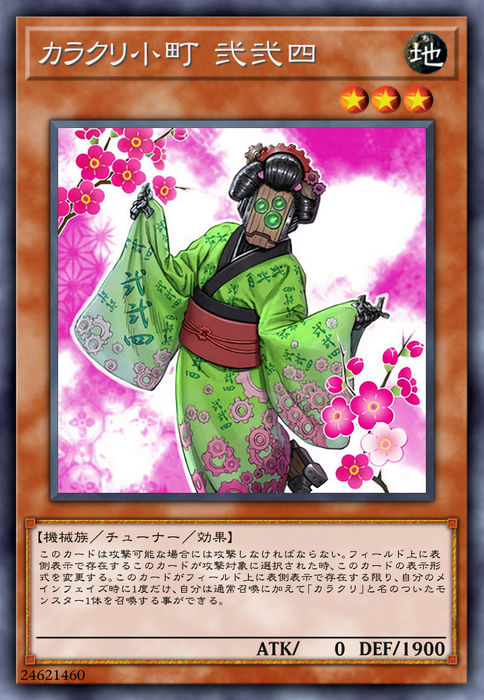 カラクリ小町 弐弐四
ち
地
弐弐四
【機械族／チューナー／効果】
このカードは攻撃可能な場合には攻撃しなければならない。フィールド上に表
側表示で存在するこのカードが攻撃対象に選択された時、このカードの表示形
式を変更する。このカードがフィールド上に表側表示で存在する限り、自分のメ
インフェイズ時に1度だけ、自分は通常召喚に加えて「カラクリ」と名のついたモ
ンスター1体を召喚する事ができる。
ATK/ 0 DEF/1900
24621460